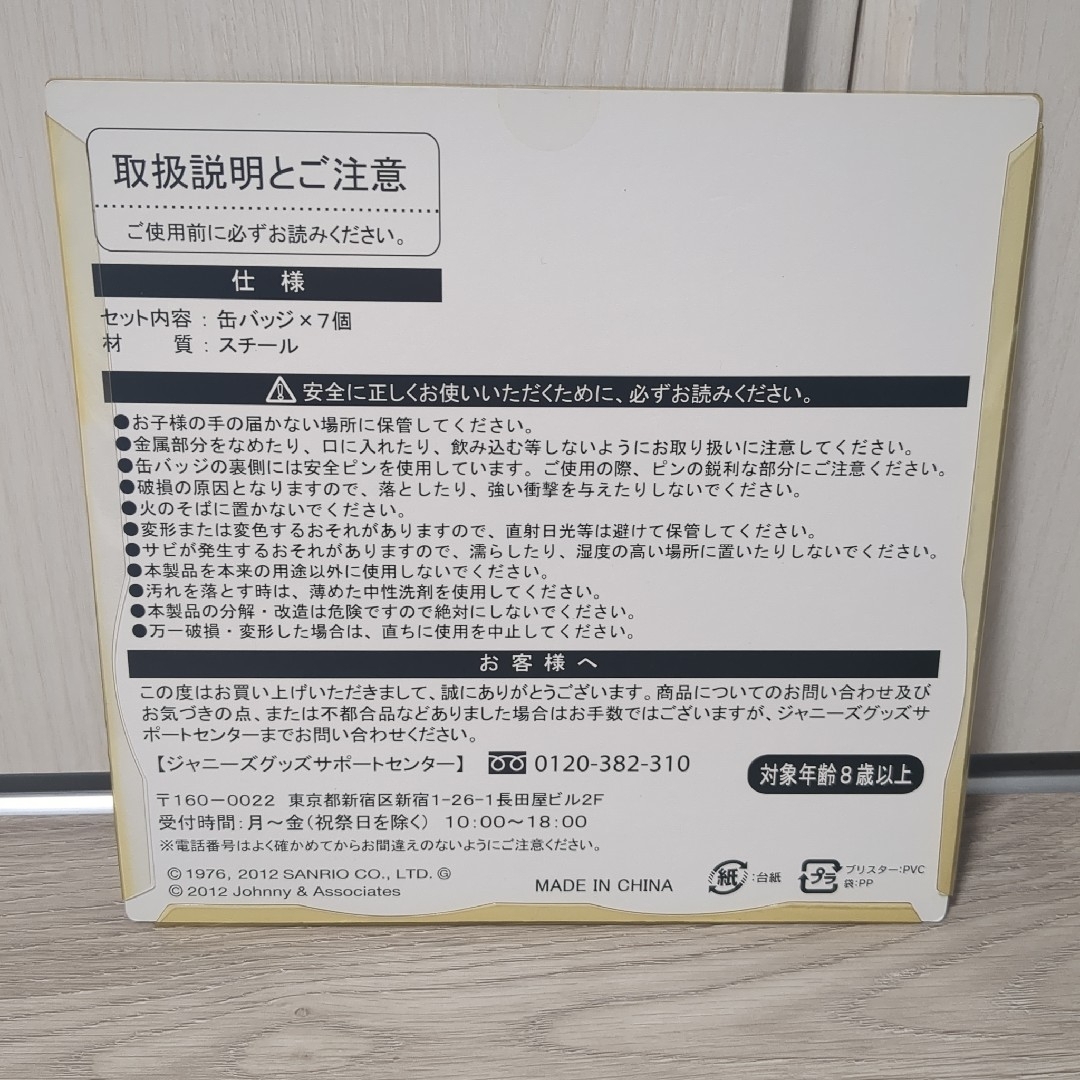 取扱説明とご注意
ご使用前に必ずお読みください。
仕 様
セット内容 : 缶バッジ×7個
材 質 : スチール
安全に正しくお使いいただくために、必ずお読みください。
●お子様の手の届かない場所に保管してください。
●金属部分をなめたり、口に入れたり、飲み込む等しないようにお取り扱いに注意してください。
●缶バッジの裏側には安全ピンを使用しています。ご使用の際、ピンの鋭利な部分にご注意ください。
●破損の原因となりますので、落としたり、強い衝撃を与えたりしないでください。
●火のそばに置かないでください。
●変形または変色するおそれがありますので、直射日光等は避けて保管してください。
●サビが発生するおそれがありますので、濡らしたり、湿度の高い場所に置いたりしないでください。
●本製品を本来の用途以外に使用しないでください。
●汚れを落とす時は、薄めた中性洗剤を使用してください。
●本製品の分解・改造は危険ですので絶対にしないでください。
●万一破損・変形した場合は、直ちに使用を中止してください。
お客様へ
この度はお買い上げいただきまして、誠にありがとうございます。商品についてのお問い合わせ及び
お気づきの点、または不都合品などありました場合はお手数ではございますが、ジャニーズグッズサ
ポートセンターまでお問い合わせください。
【ジャニーズグッズサポートセンター】 0120-382-310
対象年齢8歳以上
〒160-0022 東京都新宿区新宿1-26-1長田屋ビル2F
受付時間:月～金(祝祭日を除く) 10:00～18:00
※電話番号はよく確かめてからお間違えのないようにご注意ください。
© 1976, 2012 SANRIO CO., LTD. Ⓖ
© 2012 Johnny & Associates
MADE IN CHINA
紙 :台紙
プラ ブリスター:PVC
袋:PP